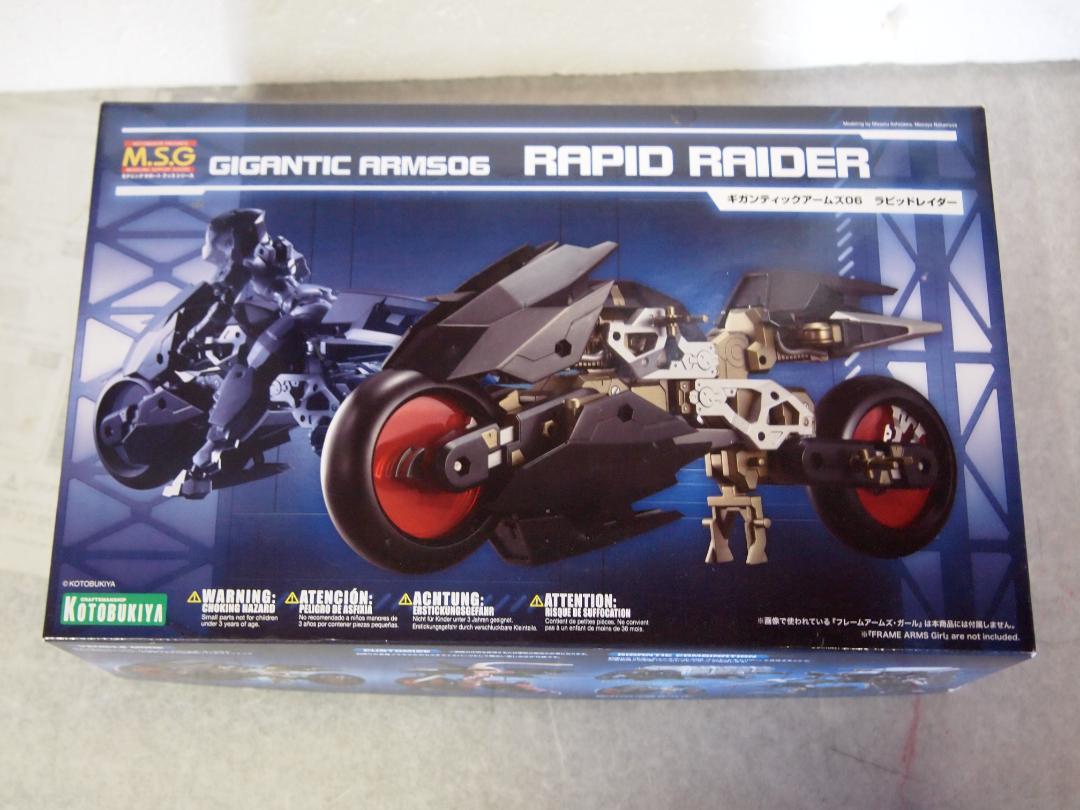 Modeling by Masato Ishizawa, Masaya Nakamura
M.S.G
モデリングサポートグッズシリーズ
GIGANTIC ARMS06 RAPID RAIDER
ギガンティックアームズ06 ラピッドレイダー
©KOTOBUKIYA
CRAFTSMANSHIP
KOTOBUKIYA
WARNING:
CHOKING HAZARD
Small parts not for children
under 3 years of age.
ATENCIÓN:
PELIGRO DE ASFIXIA
No recomendado a niños menores de
3 años por contener piezas pequeñas.
ACHTUNG:
ERSTICKUNGSGEFAHR
Nicht für Kinder unter 3 Jahren geeignet.
Erstickungsgefahr durch verschluckbare Kleinteile.
ATTENTION:
RISQUE DE SUFFOCATION
Contient de petites pièces. Ne convient
pas à un enfant de moins de 36 mois.
※画像で使われている『フレームアームズ・ガール』は本商品には付属しません。
※『FRAME ARMS Girl』 are not included.
CUSTOMIZE
GIGANTIC COMBINATION